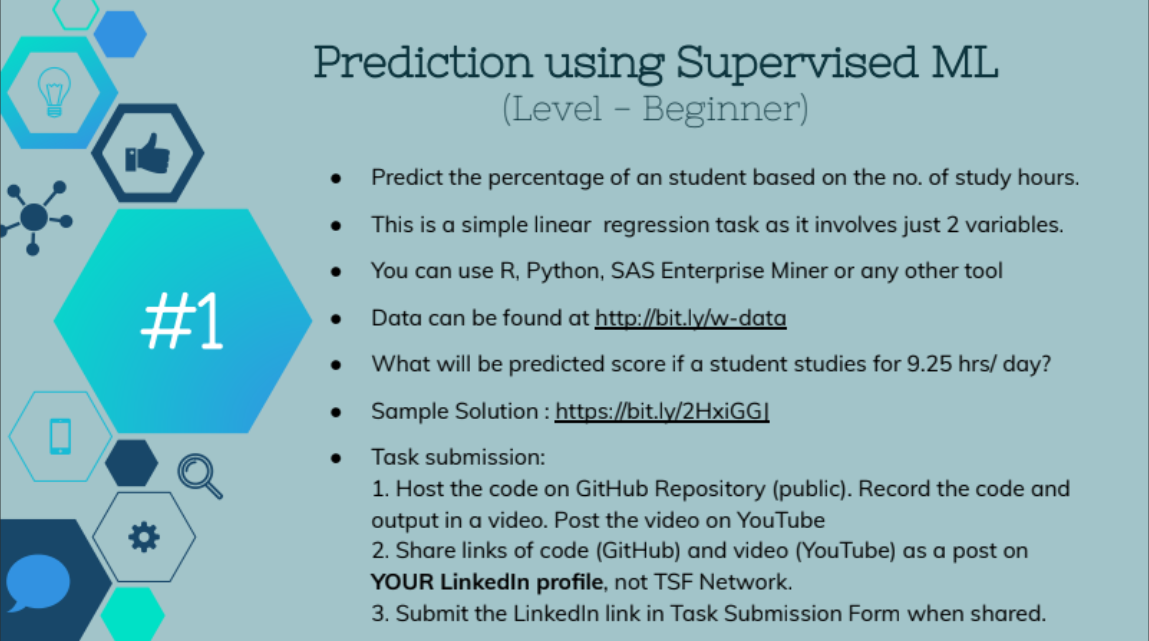 Prediction using Supervised ML
(Level – Beginner)
#1
● Predict the percentage of an student based on the no. of study hours.
● This is a simple linear  regression task as it involves just 2 variables.
● You can use R, Python, SAS Enterprise Miner or any other tool
● Data can be found at http://bit.ly/w-data
● What will be predicted score if a student studies for 9.25 hrs/ day?
● Sample Solution : https://bit.ly/2HxiGGJ
● Task submission:
1. Host the code on GitHub Repository (public). Record the code and
output in a video. Post the video on YouTube
2. Share links of code (GitHub) and video (YouTube) as a post on
YOUR LinkedIn profile, not TSF Network.
3. Submit the LinkedIn link in Task Submission Form when shared.